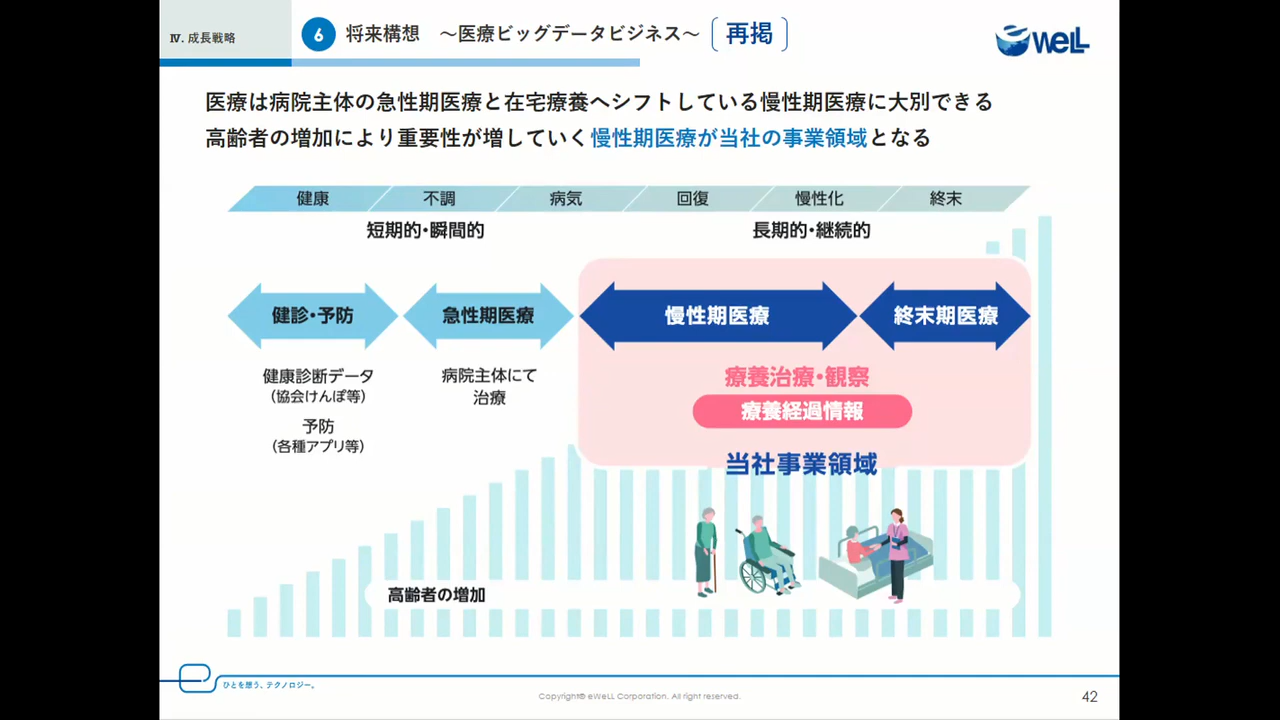 Ⅳ. 成長戦略
6 将来構想 ～医療ビッグデータビジネス～ [再掲]
eWeLL
医療は病院主体の急性期医療と在宅療養へシフトしている慢性期医療に大別できる
高齢者の増加により重要性が増していく慢性期医療が当社の事業領域となる
健康 不調 病気 回復 慢性化 終末
短期的・瞬間的 長期的・継続的
健診・予防 急性期医療 慢性期医療 終末期医療
健康診断データ
(協会けんぽ等)
予防
(各種アプリ等)
病院主体にて
治療
療養治療・観察
療養経過情報
当社事業領域
高齢者の増加
ひとを想う、テクノロジー。
Copyright© eWeLL Corporation. All right reserved.
42